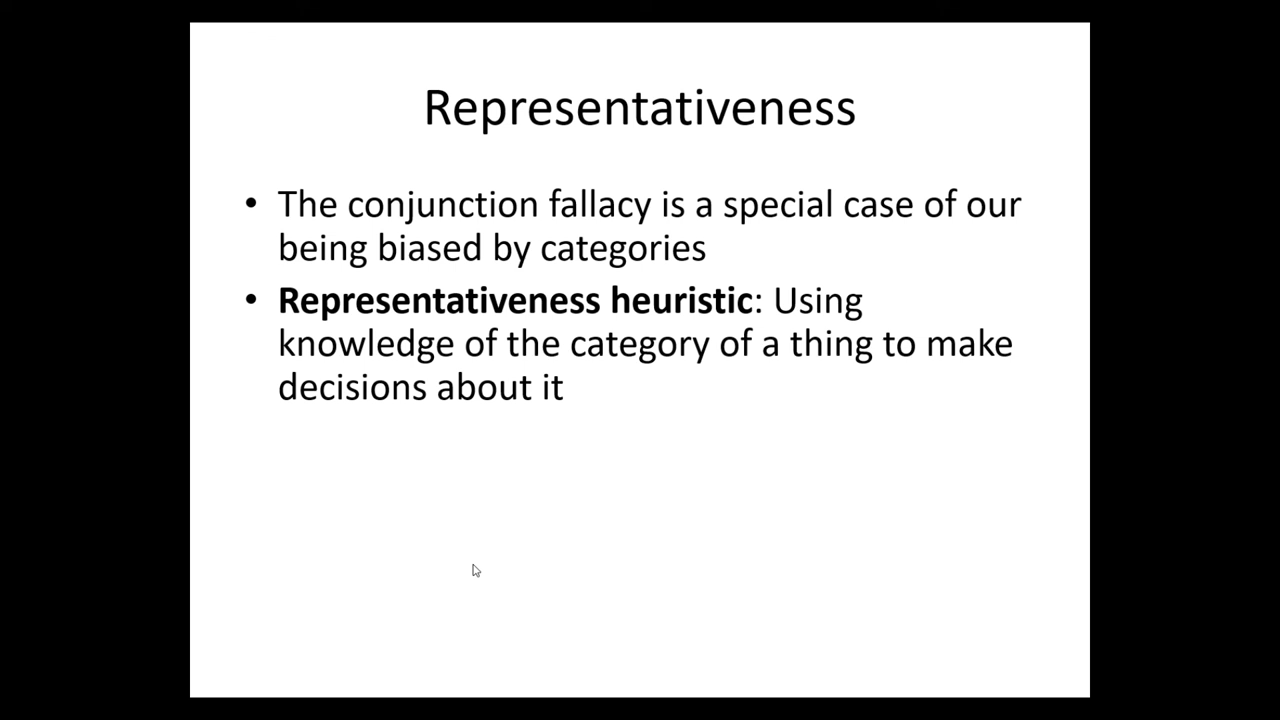 Representativeness
• The conjunction fallacy is a special case of our
being biased by categories
• Representativeness heuristic: Using
knowledge of the category of a thing to make
decisions about it